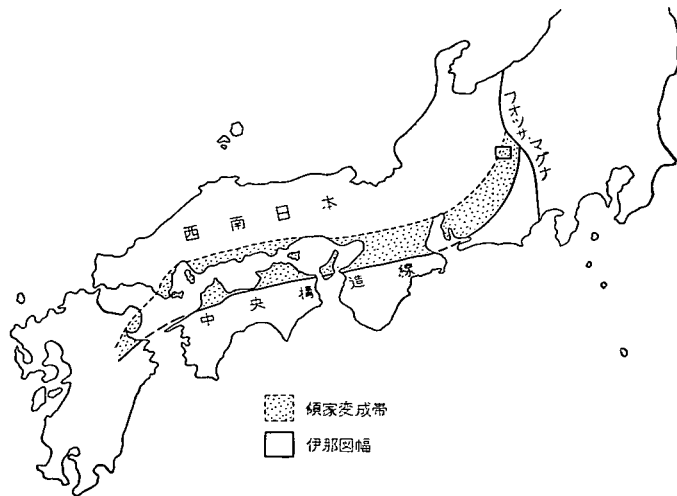 フォッサ・マグナ
西南日本
中央構造線
領家変成帯
伊那図幅